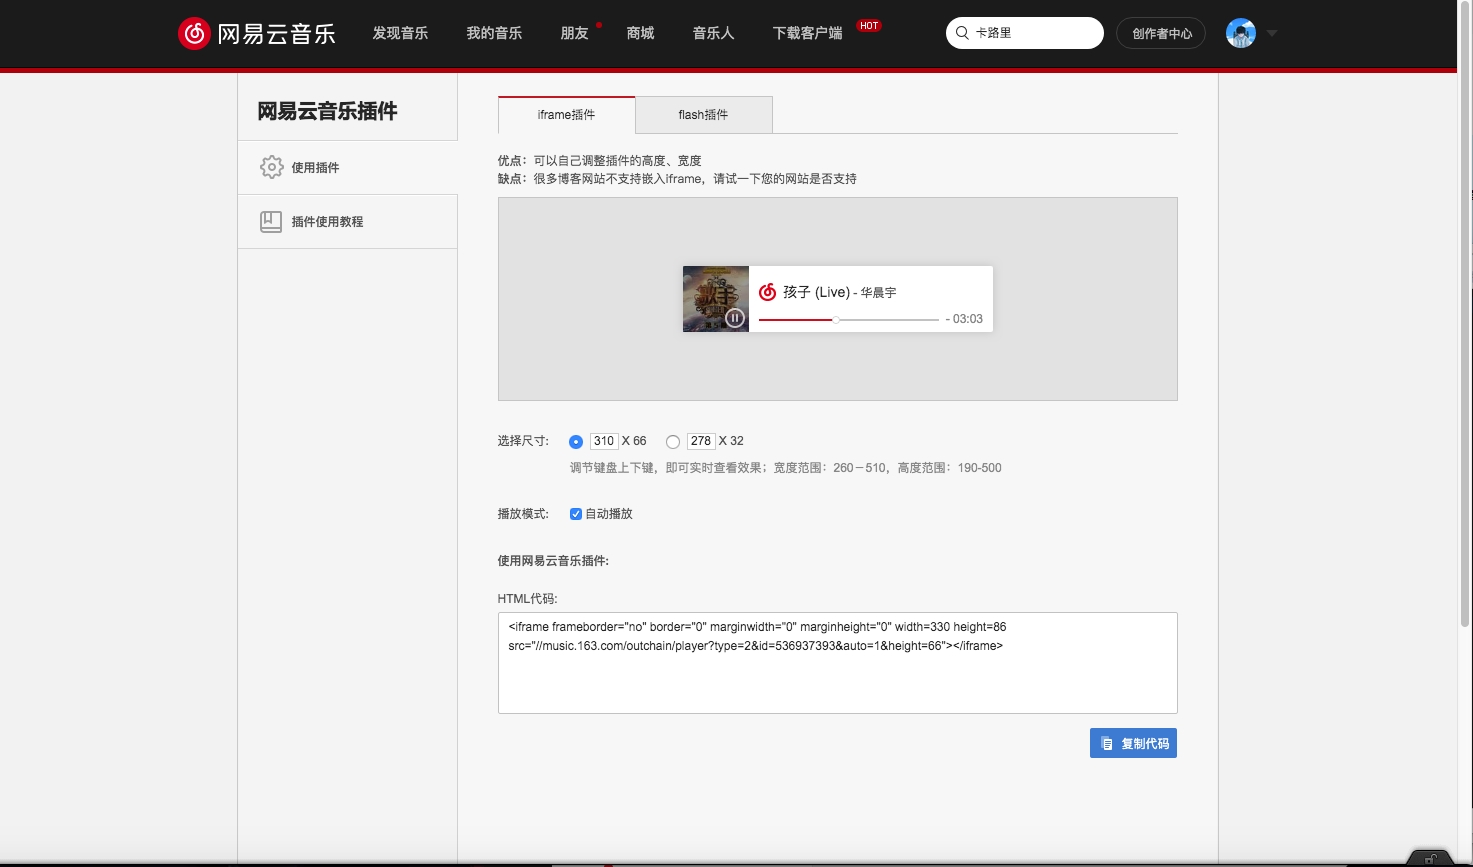 网易云音乐
发现音乐
我的音乐
朋友
商城
音乐人
下载客户端
HOT
卡路里
创作者中心
网易云音乐插件
使用插件
插件使用教程
iframe插件
flash插件
优点：可以自己调整插件的高度、宽度
缺点：很多博客网站不支持嵌入iframe，请试一下您的网站是否支持
歌手
孩子 (Live) - 华晨宇
- 03:03
选择尺寸:
310 X 66
278 X 32
调节键盘上下键，即可实时查看效果；宽度范围：260－510，高度范围：190-500
播放模式:
自动播放
使用网易云音乐插件:
HTML代码:
<iframe frameborder="no" border="0" marginwidth="0" marginheight="0" width=330 height=86
src="//music.163.com/outchain/player?type=2&id=536937393&auto=1&height=66"></iframe>
复制代码